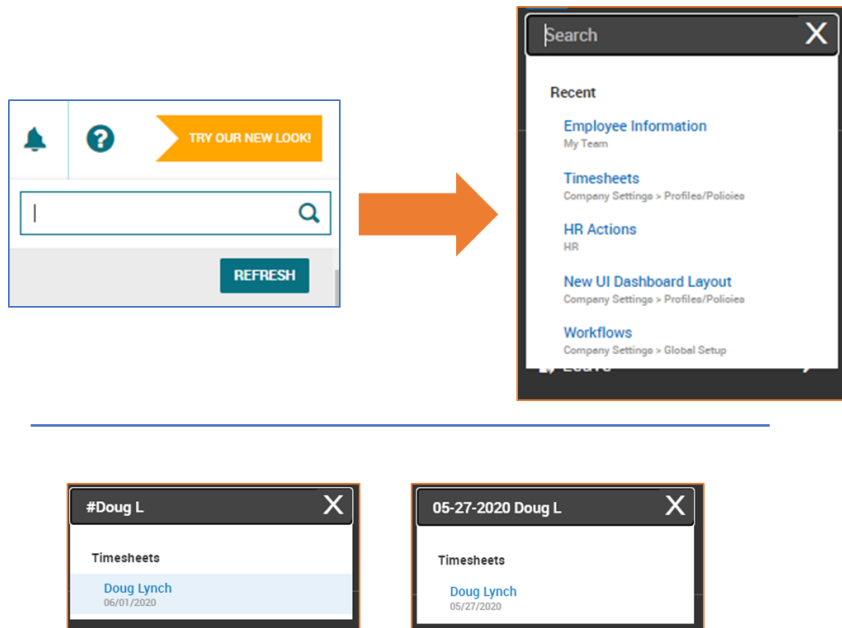 TRY OUR NEW LOOK!
REFRESH
Search X
Recent
Employee Information
My Team
Timesheets
Company Settings > Profiles/Policies
HR Actions
HR
New UI Dashboard Layout
Company Settings > Profiles/Policies
Workflows
Company Settings > Global Setup
Leave
#Doug L X
Timesheets
Doug Lynch
06/01/2020
05-27-2020 Doug L X
Timesheets
Doug Lynch
05/27/2020